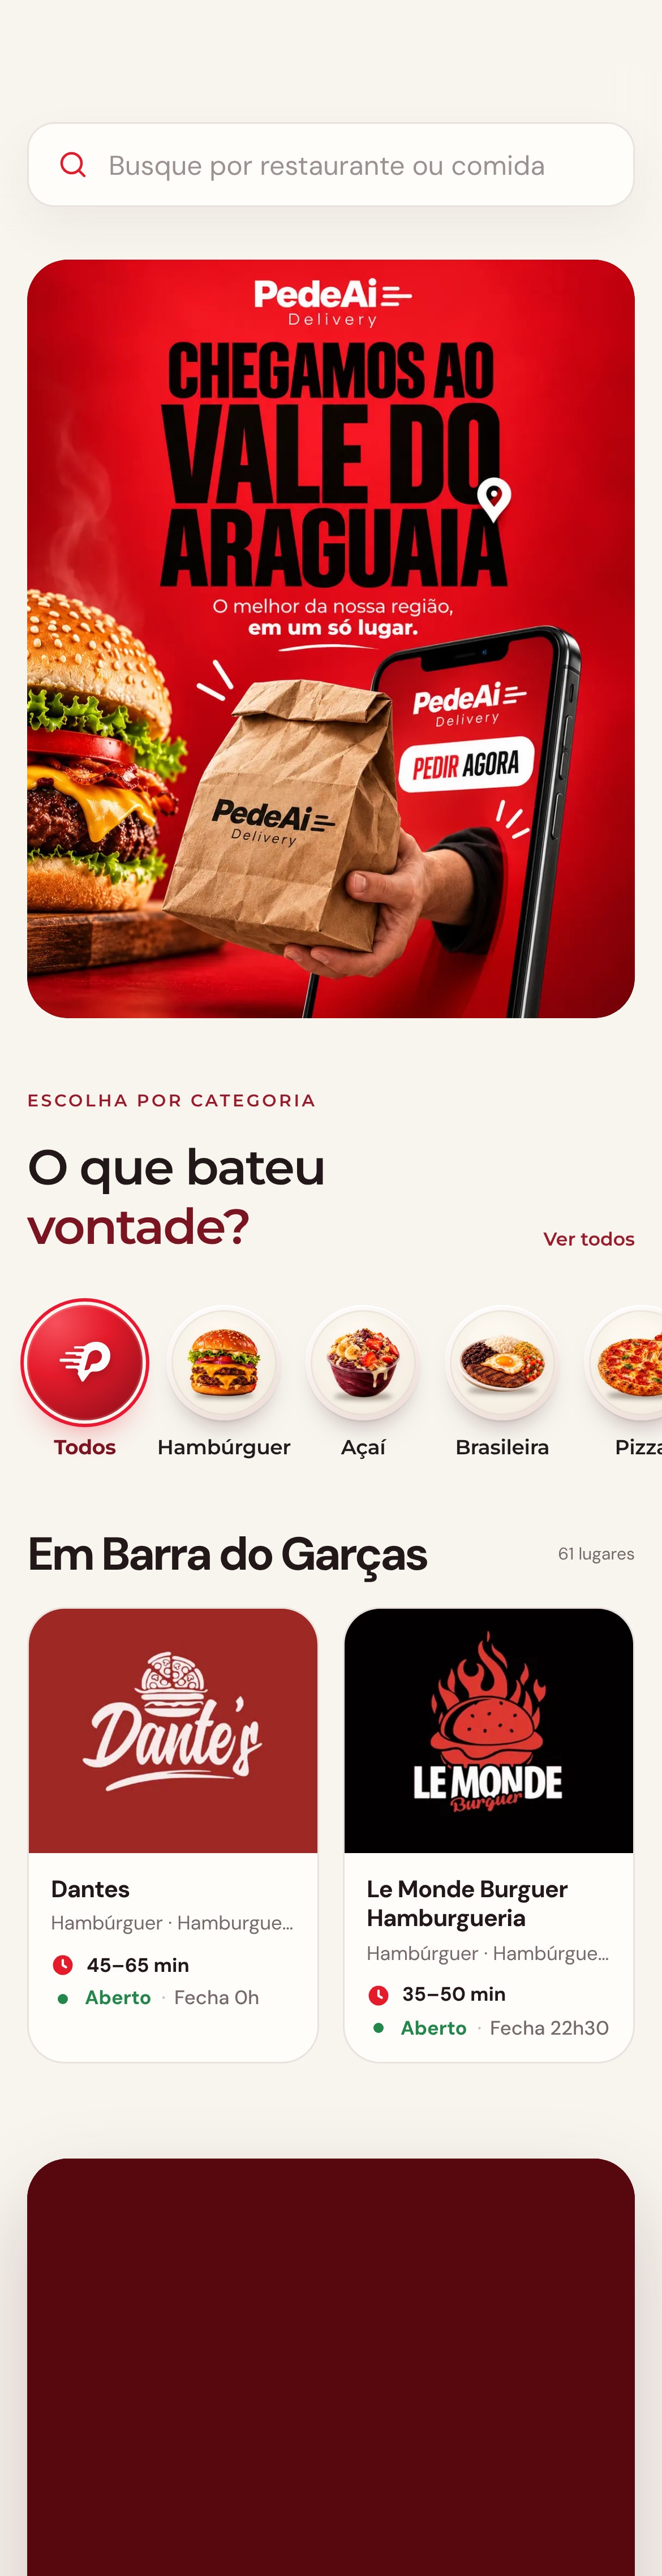 Busque por restaurante ou comida
PedeAi
Delivery
CHEGAMOS AO
VALE DO
ARAGUAIA
O melhor da nossa região,
em um só lugar.
PedeAi
Delivery
PEDIR AGORA
PedeAi
Delivery
ESCOLHA POR CATEGORIA
O que bateu
vontade?
Ver todos
Todos
Hambúrguer
Açaí
Brasileira
Pizza
Em Barra do Garças
61 lugares
Dante's
LE MONDE
Burguer
Dantes
Hambúrguer · Hamburgue...
45–65 min
Aberto · Fecha 0h
Le Monde Burguer
Hamburgueria
Hambúrguer · Hambúrgue...
35–50 min
Aberto · Fecha 22h30